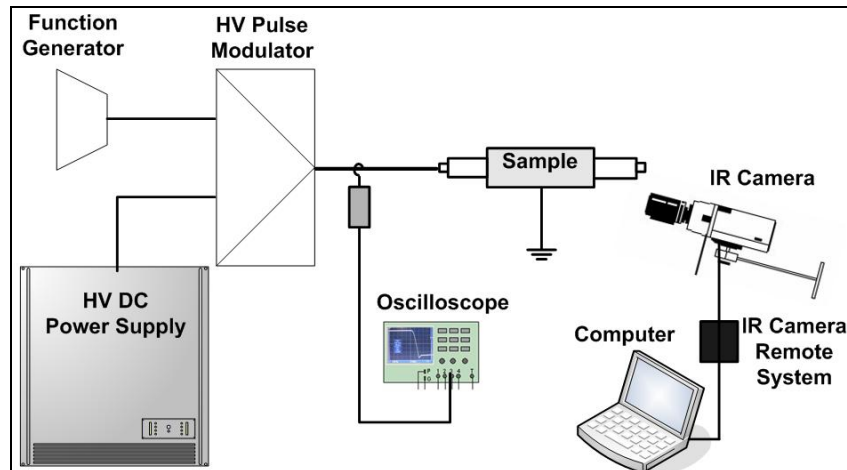 Function
Generator
HV Pulse
Modulator
Sample
IR Camera
HV DC
Power Supply
Oscilloscope
Computer
IR Camera
Remote
System